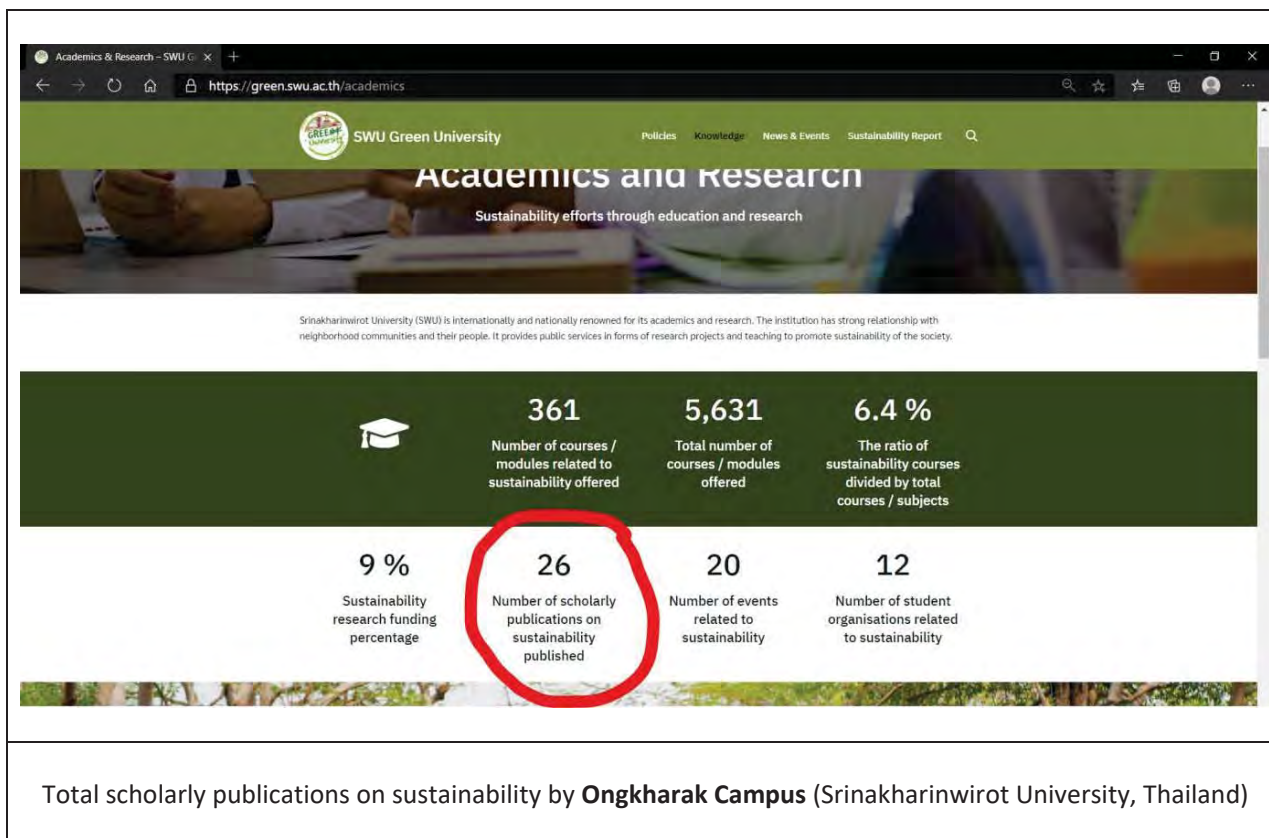 Academics & Research – SWU G
https://green.swu.ac.th/academics
GREEN
University
SWU Green University
Policies Knowledge News & Events Sustainability Report
Academics and Research
Sustainability efforts through education and research
Srinakharinwirot University (SWU) is internationally and nationally renowned for its academics and research. The institution has strong relationship with
neighborhood communities and their people. It provides public services in forms of research projects and teaching to promote sustainability of the society.
361
Number of courses /
modules related to
sustainability offered
5,631
Total number of
courses / modules
offered
6.4 %
The ratio of
sustainability courses
divided by total
courses / subjects
9 %
Sustainability
research funding
percentage
26
Number of scholarly
publications on
sustainability
published
20
Number of events
related to
sustainability
12
Number of student
organisations related
to sustainability
Total scholarly publications on sustainability by Ongkharak Campus (Srinakharinwirot University, Thailand)